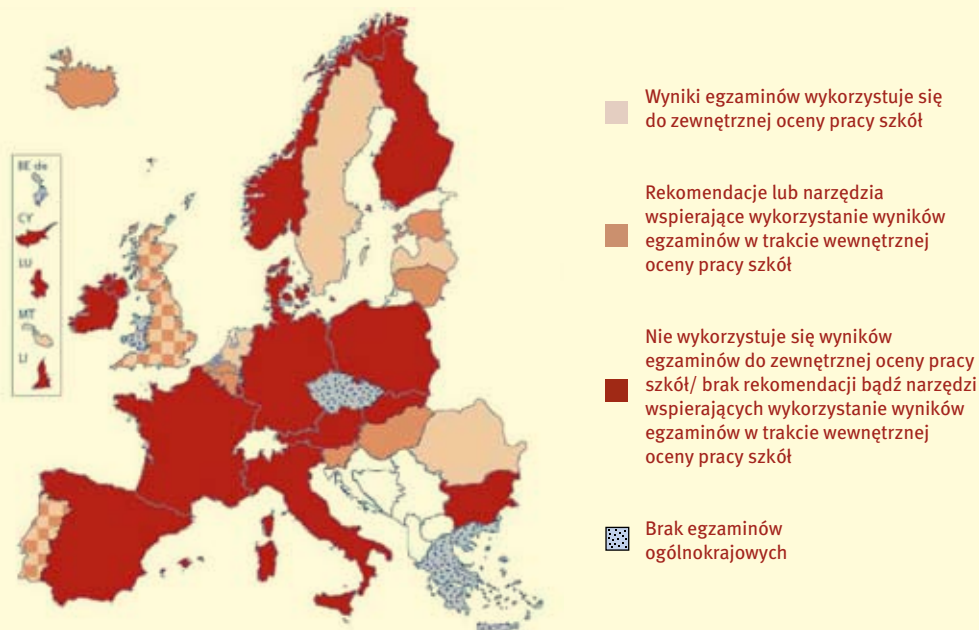 BE de
CY
LU
MT
LI
Wyniki egzaminów wykorzystuje się
do zewnętrznej oceny pracy szkół
Rekomendacje lub narzędzia
wspierające wykorzystanie wyników
egzaminów w trakcie wewnętrznej
oceny pracy szkół
Nie wykorzystuje się wyników
egzaminów do zewnętrznej oceny pracy
szkół/ brak rekomendacji bądź narzędzi
wspierających wykorzystanie wyników
egzaminów w trakcie wewnętrznej
oceny pracy szkół
Brak egzaminów
ogólnokrajowych